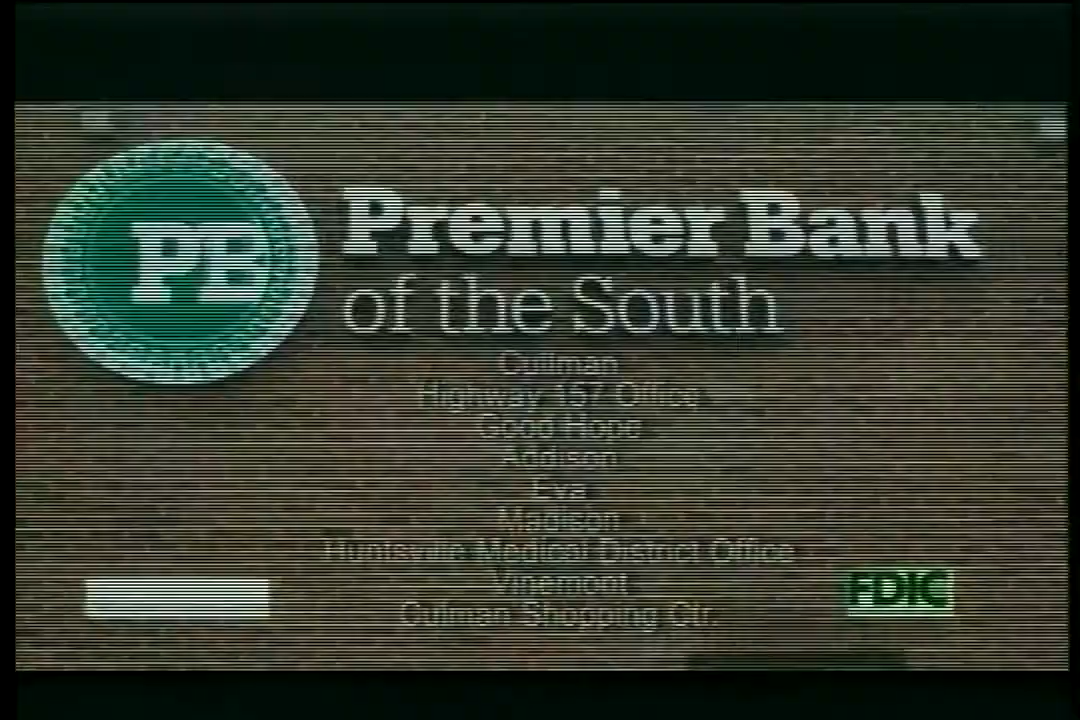 PB
Premier Bank
of the South
Cullman
Highway 157 Office
Good Hope
Addison
Eva
Madison
Huntsville Medical District Office
Vinemont
Cullman Shopping Ctr.
FDIC